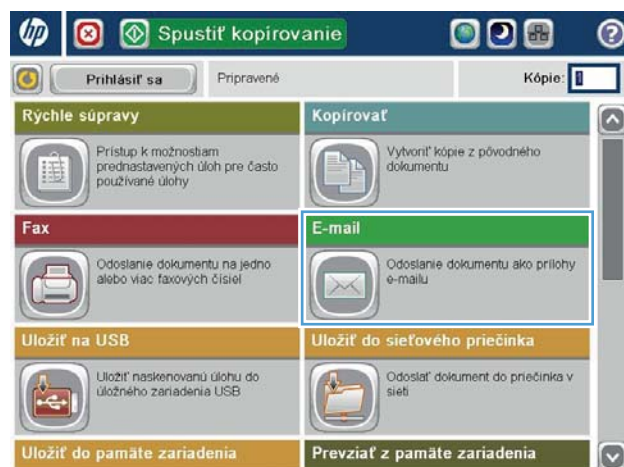 hp
Spustiť kopírovanie
?
Prihlásiť sa
Pripravené
Kópie: 1
Rýchle súpravy
Prístup k možnostiam
prednastavených úloh pre často
používané úlohy
Kopírovať
Vytvoriť kópie z pôvodného
dokumentu
Fax
Odoslanie dokumentu na jedno
alebo viac faxových čísiel
E-mail
Odoslanie dokumentu ako prílohy
e-mailu
Uložiť na USB
Uložiť naskenovanú úlohu do
úložného zariadenia USB
Uložiť do sieťového priečinka
Odoslať dokument do priečinka v
sieti
Uložiť do pamäte zariadenia
Prevziať z pamäte zariadenia